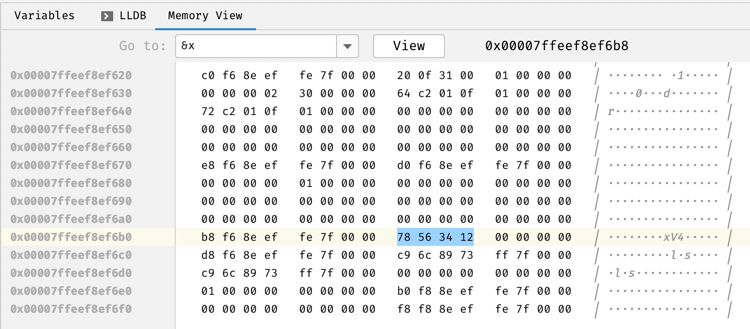 Variables LLDB Memory View
Go to: &x View 0x00007ffeef8ef6b8
0x00007ffeef8ef620 c0 f6 8e ef fe 7f 00 00 20 0f 31 00 01 00 00 00 / ········ ·1····· /
0x00007ffeef8ef630 00 00 00 02 30 00 00 00 64 c2 01 0f 01 00 00 00 / ····0···d······· /
0x00007ffeef8ef640 72 c2 01 0f 01 00 00 00 00 00 00 00 00 00 00 00 / r··············· /
0x00007ffeef8ef650 00 00 00 00 00 00 00 00 00 00 00 00 00 00 00 00 / ················ /
0x00007ffeef8ef660 00 00 00 00 00 00 00 00 00 00 00 00 00 00 00 00 / ················ /
0x00007ffeef8ef670 e8 f6 8e ef fe 7f 00 00 d0 f6 8e ef fe 7f 00 00 / ················ /
0x00007ffeef8ef680 00 00 00 00 01 00 00 00 00 00 00 00 00 00 00 00 / ················ /
0x00007ffeef8ef690 00 00 00 00 00 00 00 00 00 00 00 00 00 00 00 00 / ················ /
0x00007ffeef8ef6a0 00 00 00 00 00 00 00 00 00 00 00 00 00 00 00 00 / ················ /
0x00007ffeef8ef6b0 b8 f6 8e ef fe 7f 00 00 78 56 34 12 00 00 00 00 / ········xV4····· /
0x00007ffeef8ef6c0 d8 f6 8e ef fe 7f 00 00 c9 6c 89 73 ff 7f 00 00 / ·········l·s···· /
0x00007ffeef8ef6d0 c9 6c 89 73 ff 7f 00 00 00 00 00 00 00 00 00 00 / ·l·s············ /
0x00007ffeef8ef6e0 01 00 00 00 00 00 00 00 b0 f8 8e ef fe 7f 00 00 / ················ /
0x00007ffeef8ef6f0 00 00 00 00 00 00 00 00 f8 f8 8e ef fe 7f 00 00 / ················ /